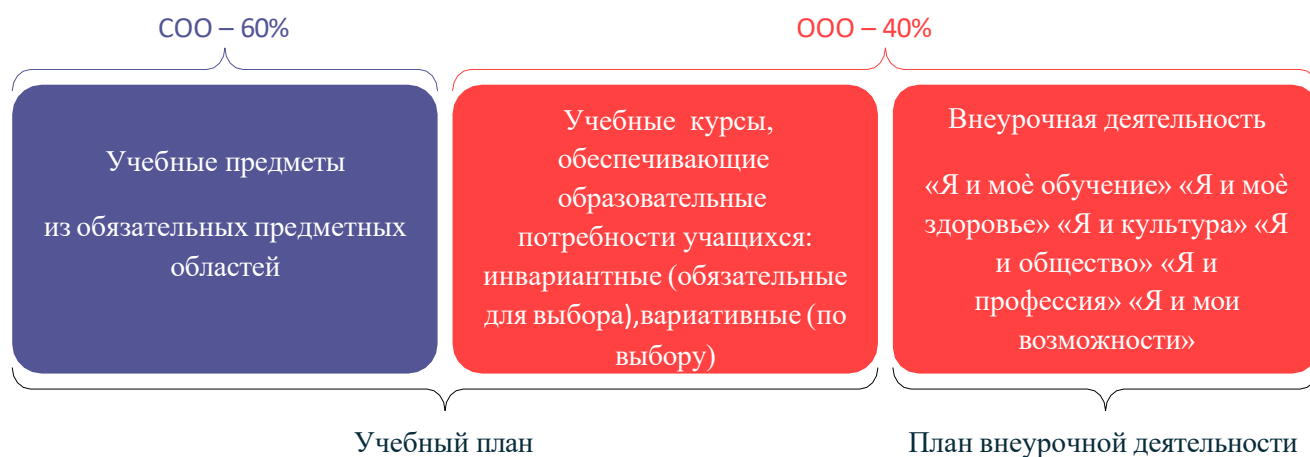 СОО – 60%
ООО – 40%
Учебные предметы
из обязательных предметных
областей
Учебные курсы,
обеспечивающие
образовательные
потребности учащихся:
инвариантные (обязательные
для выбора),вариативные (по
выбору)
Внеурочная деятельность
«Я и моѐ обучение» «Я и моѐ
здоровье» «Я и культура» «Я
и общество» «Я и
профессия» «Я и мои
возможности»
Учебный план
План внеурочной деятельности